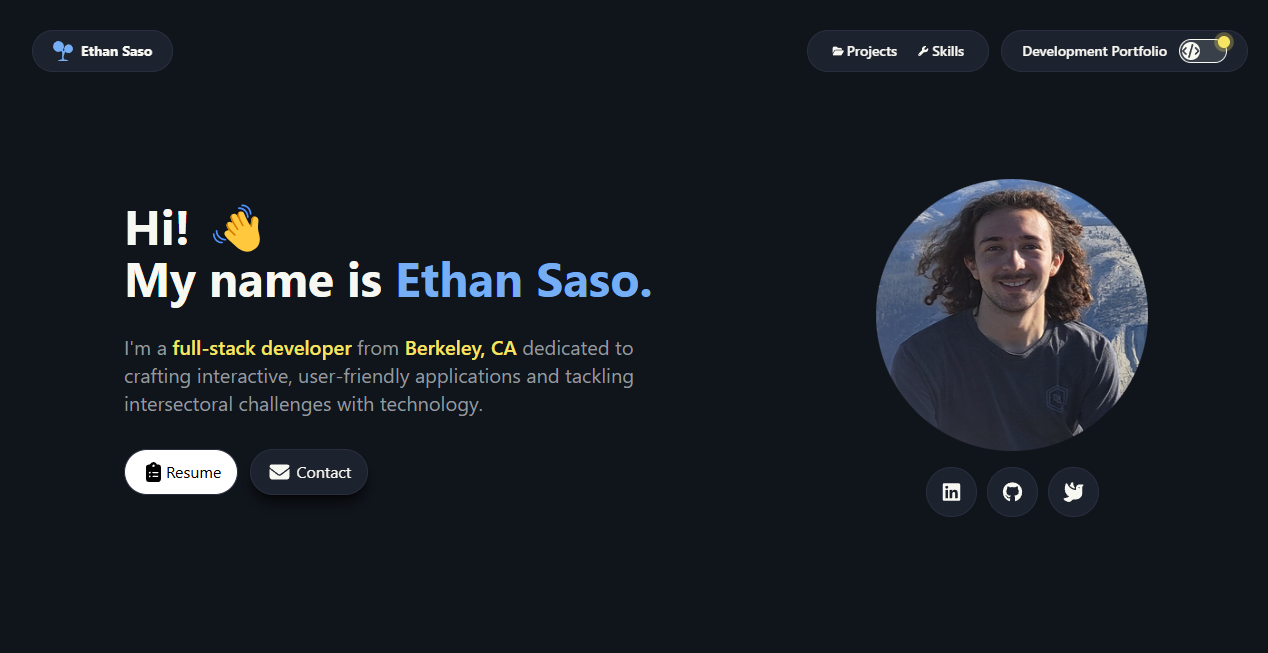 Ethan Saso
Projects
Skills
Development Portfolio
Hi! 👋
My name is Ethan Saso.
I'm a full-stack developer from Berkeley, CA dedicated to
crafting interactive, user-friendly applications and tackling
intersectoral challenges with technology.
Resume
Contact